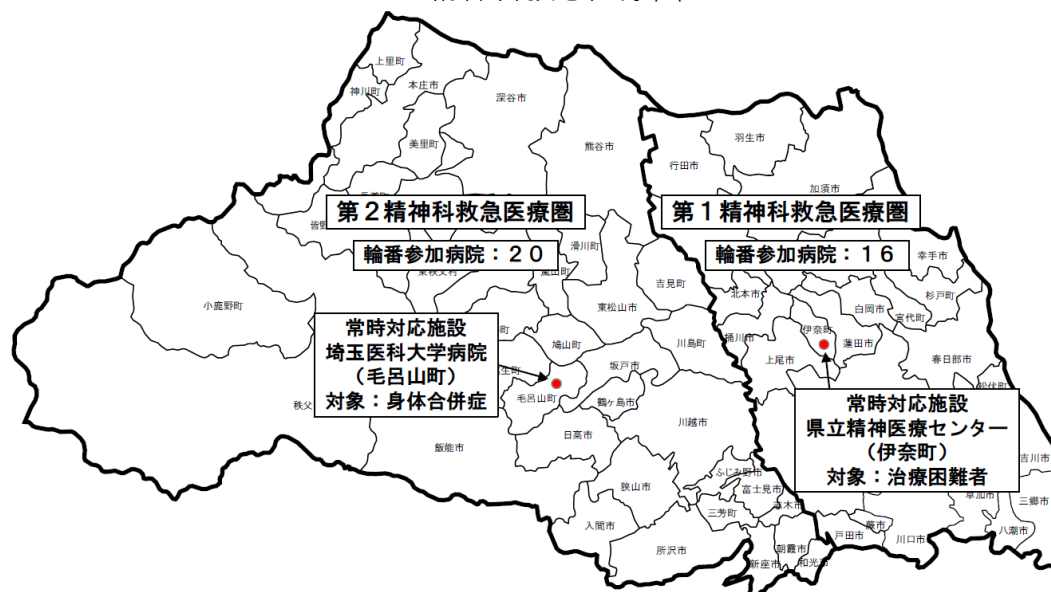 上里町
本庄市
神川町
深谷市
美里町
熊谷市
羽生市
行田市
加須市
第２精神科救急医療圏
輪番参加病院：２０
第１精神科救急医療圏
輪番参加病院：１６
滑川町
吉見町
東松山市
小鹿野町
北本市
幸手市
杉戸町
白岡市
宮代町
伊奈町
蓮田市
桶川市
上尾市
春日部市
常時対応施設
埼玉医科大学病院
（毛呂山町）
対象：身体合併症
鳩山町
川島町
坂戸市
毛呂山町
鶴ヶ島市
川越市
日高市
飯能市
常時対応施設
県立精神医療センター
（伊奈町）
対象：治療困難者
ふじみ野市
富士見市
狭山市
三芳町
入間市
所沢市
朝霞市
新座市
和光市
戸田市
蕨市
川口市
草加市
吉川市
三郷市
八潮市